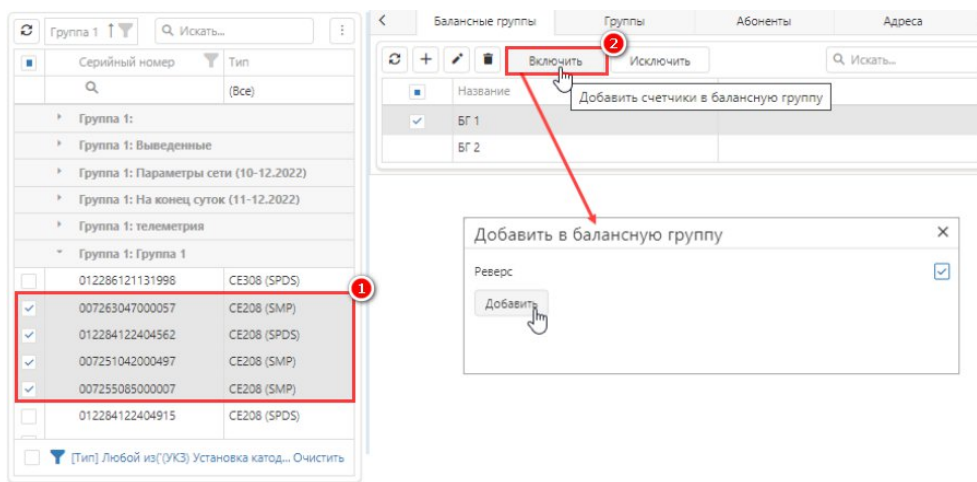 Группа 1
Искать...
Серийный номер Тип
(Все)
Группа 1:
Группа 1: Выведенные
Группа 1: Параметры сети (10-12.2022)
Группа 1: На конец суток (11-12.2022)
Группа 1: телеметрия
Группа 1: Группа 1
012286121131998 CE308 (SPDS)
1
007263047000057 CE208 (SMP)
012284122404562 CE208 (SPDS)
007251042000497 CE208 (SMP)
007255085000007 CE208 (SMP)
012284122404915 CE208 (SPDS)
[Тип] Любой из('(УКЗ) Установка катод... Очистить
Балансные группы Группы Абоненты Адреса
2
Включить Исключить Искать...
Название
Добавить счетчики в балансную группу
БГ 1
БГ 2
Добавить в балансную группу
Реверс
Добавить